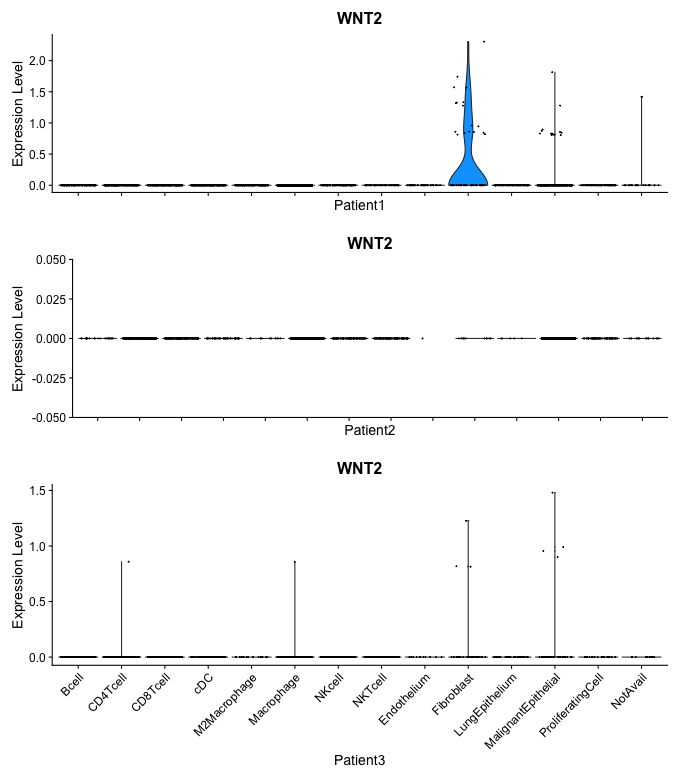 WNT2
Expression Level
2.0
1.5
1.0
0.5
0.0
Patient1
WNT2
Expression Level
0.050
0.025
0.000
-0.025
-0.050
Patient2
WNT2
Expression Level
1.5
1.0
0.5
0.0
Bcell
CD4Tcell
CD8Tcell
cDC
M2Macrophage
Macrophage
NKcell
NKTcell
Endothelium
Fibroblast
LungEpithelium
MalignantEpithelial
ProliferatingCell
NotAvail
Patient3